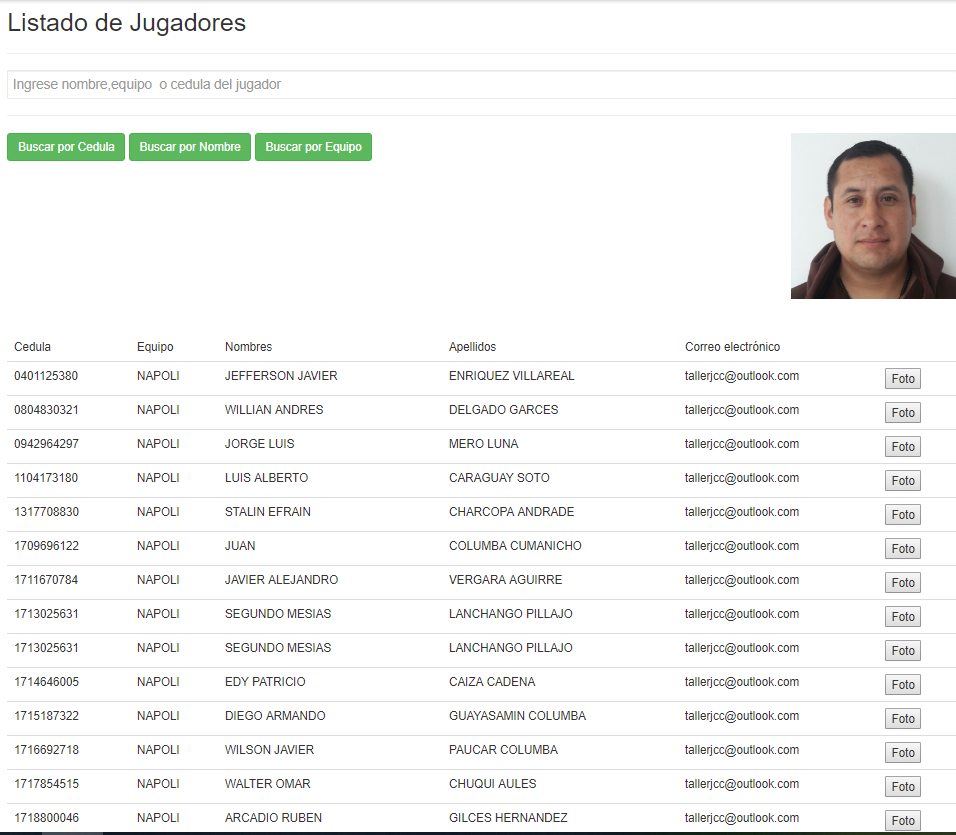 Listado de Jugadores
Ingrese nombre,equipo o cedula del jugador
Buscar por Cedula Buscar por Nombre Buscar por Equipo
Cedula Equipo Nombres Apellidos Correo electrónico
0401125380 NAPOLI JEFFERSON JAVIER ENRIQUEZ VILLAREAL tallerjcc@outlook.com Foto
0804830321 NAPOLI WILLIAN ANDRES DELGADO GARCES tallerjcc@outlook.com Foto
0942964297 NAPOLI JORGE LUIS MERO LUNA tallerjcc@outlook.com Foto
1104173180 NAPOLI LUIS ALBERTO CARAGUAY SOTO tallerjcc@outlook.com Foto
1317708830 NAPOLI STALIN EFRAIN CHARCOPA ANDRADE tallerjcc@outlook.com Foto
1709696122 NAPOLI JUAN COLUMBA CUMANICHO tallerjcc@outlook.com Foto
1711670784 NAPOLI JAVIER ALEJANDRO VERGARA AGUIRRE tallerjcc@outlook.com Foto
1713025631 NAPOLI SEGUNDO MESIAS LANCHANGO PILLAJO tallerjcc@outlook.com Foto
1713025631 NAPOLI SEGUNDO MESIAS LANCHANGO PILLAJO tallerjcc@outlook.com Foto
1714646005 NAPOLI EDY PATRICIO CAIZA CADENA tallerjcc@outlook.com Foto
1715187322 NAPOLI DIEGO ARMANDO GUAYASAMIN COLUMBA tallerjcc@outlook.com Foto
1716692718 NAPOLI WILSON JAVIER PAUCAR COLUMBA tallerjcc@outlook.com Foto
1717854515 NAPOLI WALTER OMAR CHUQUI AULES tallerjcc@outlook.com Foto
1718800046 NAPOLI ARCADIO RUBEN GILCES HERNANDEZ tallerjcc@outlook.com Foto